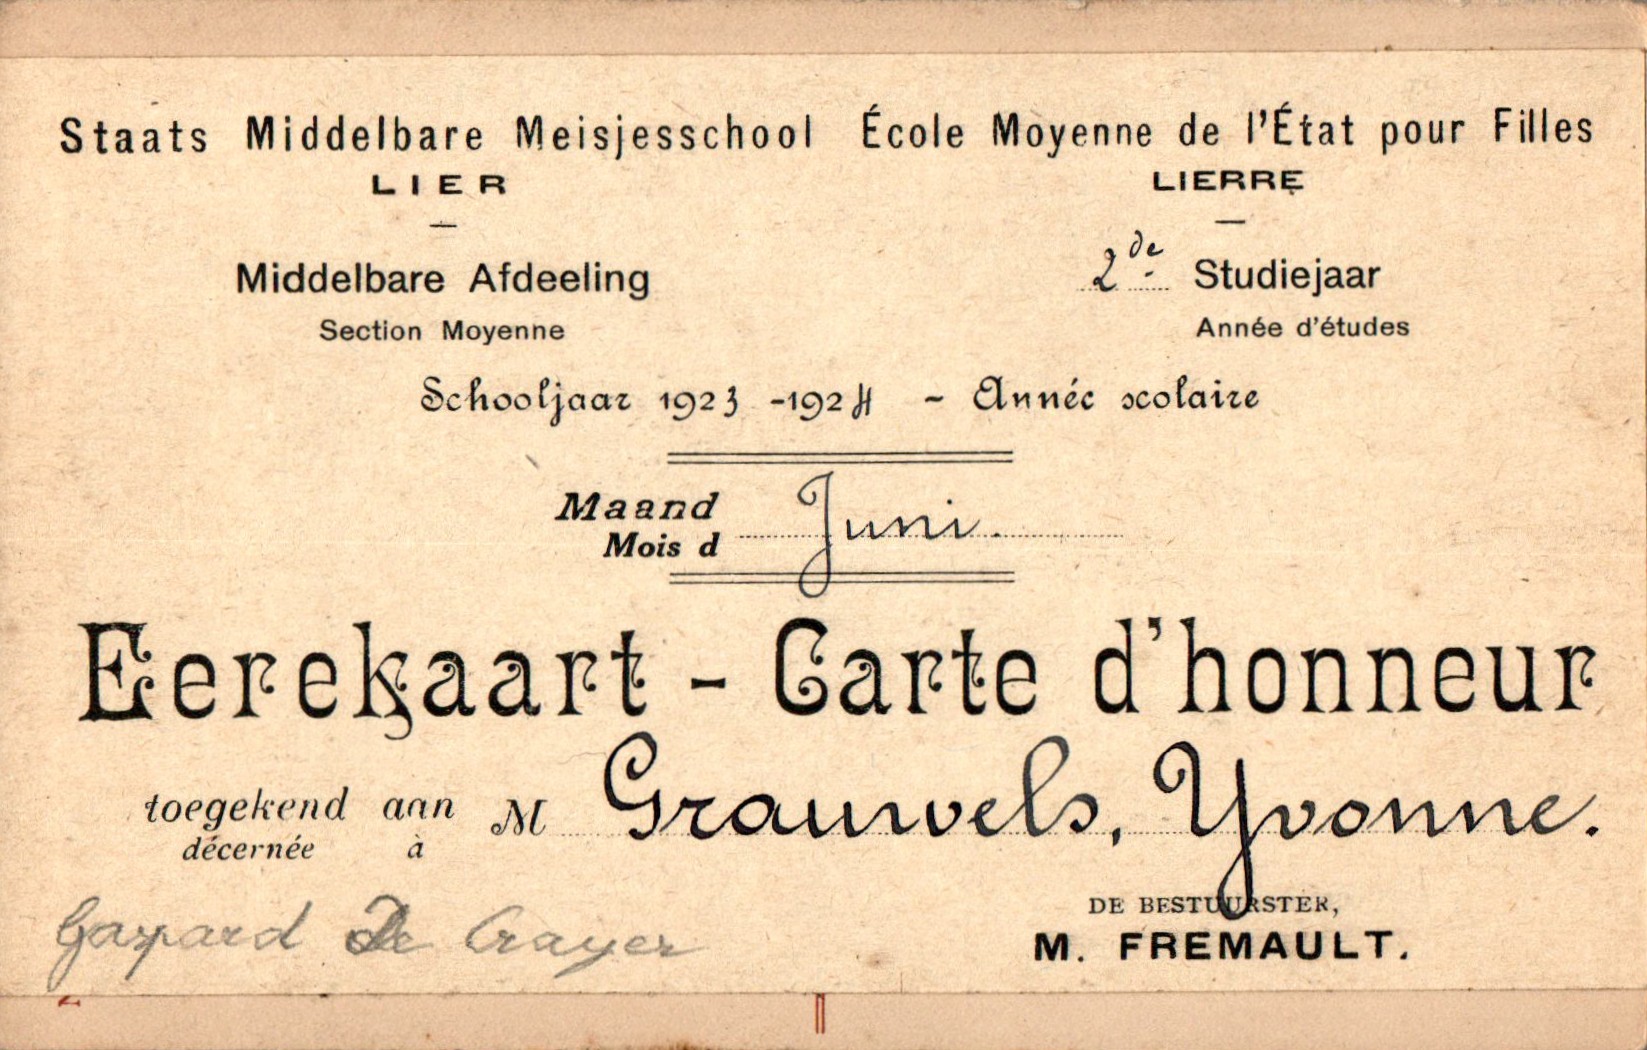 Staats Middelbare Meisjesschool École Moyenne de l'État pour Filles
LIER LIERRE
Middelbare Afdeeling 2de Studiejaar
Section Moyenne Année d'études
Schooljaar 1923 -1924 - Année scolaire
Maand Juni.
Mois d
Eerekaart - Carte d'honneur
toegekend aan M Grauwels, Yvonne.
décernée à
DE BESTUURSTER,
Gaspard De Crayer M. FREMAULT.